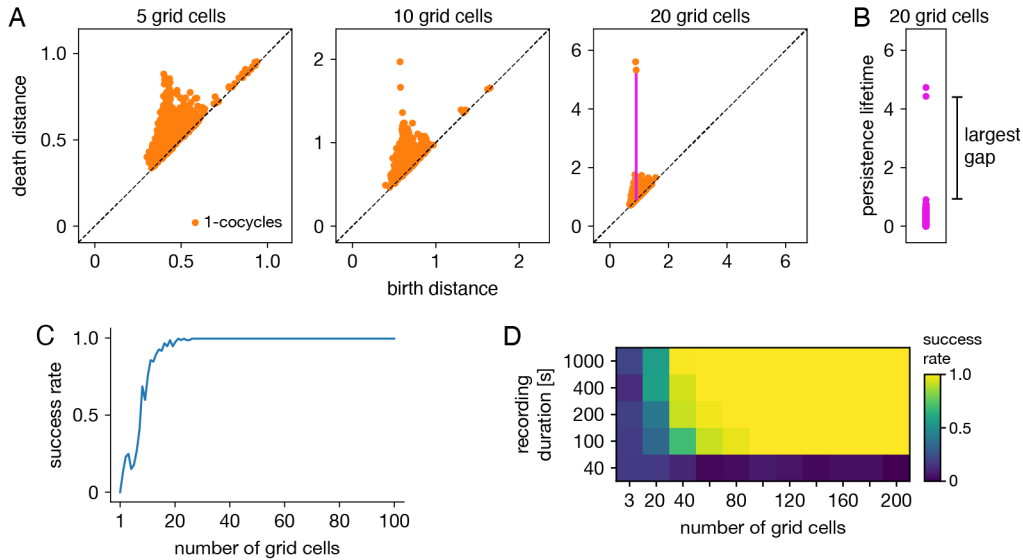 A
5 grid cells
10 grid cells
20 grid cells
B
20 grid cells
death distance
1.0
0.5
0
1-cocycles
0
0.5
1.0
2
1
0
0
1
2
6
4
2
0
0
2
4
6
birth distance
persistence lifetime
6
4
2
0
largest
gap
C
success rate
1.0
0.5
0
1
20
40
60
80
100
number of grid cells
D
recording
duration [s]
1000
400
200
100
40
3
20
40
80
120
160
200
number of grid cells
success
rate
1.0
0.5
0